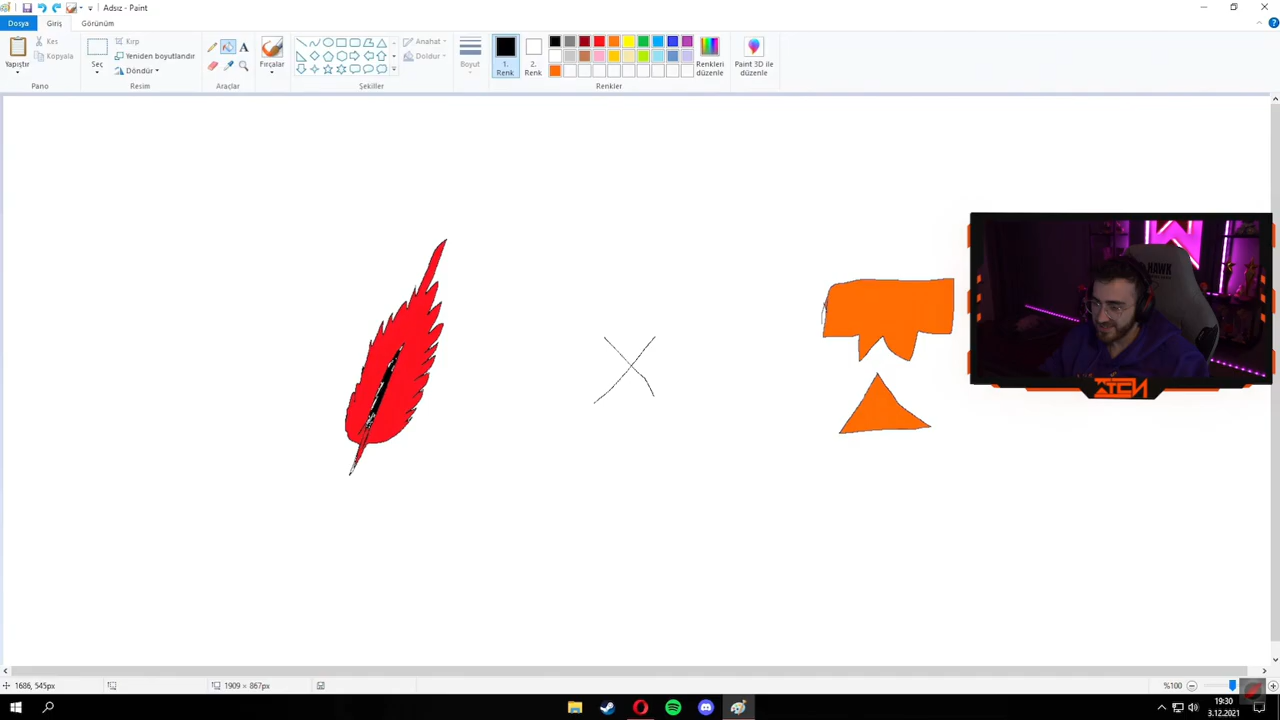 Adsız - Paint
Dosya
Giriş
Görünüm
Yapıştır
Kes
Kopyala
Pano
Seç
Kırp
Yeniden boyutlandır
Döndür
Resim
A
Araçlar
Fırçalar
Anahat
Doldur
Şekiller
Boyut
1.
Renk
2.
Renk
Renkleri
düzenle
Renkler
Paint 3D ile
düzenle
HAWK
1686, 545px
1909 × 867px
%100
19:30
3.12.2021